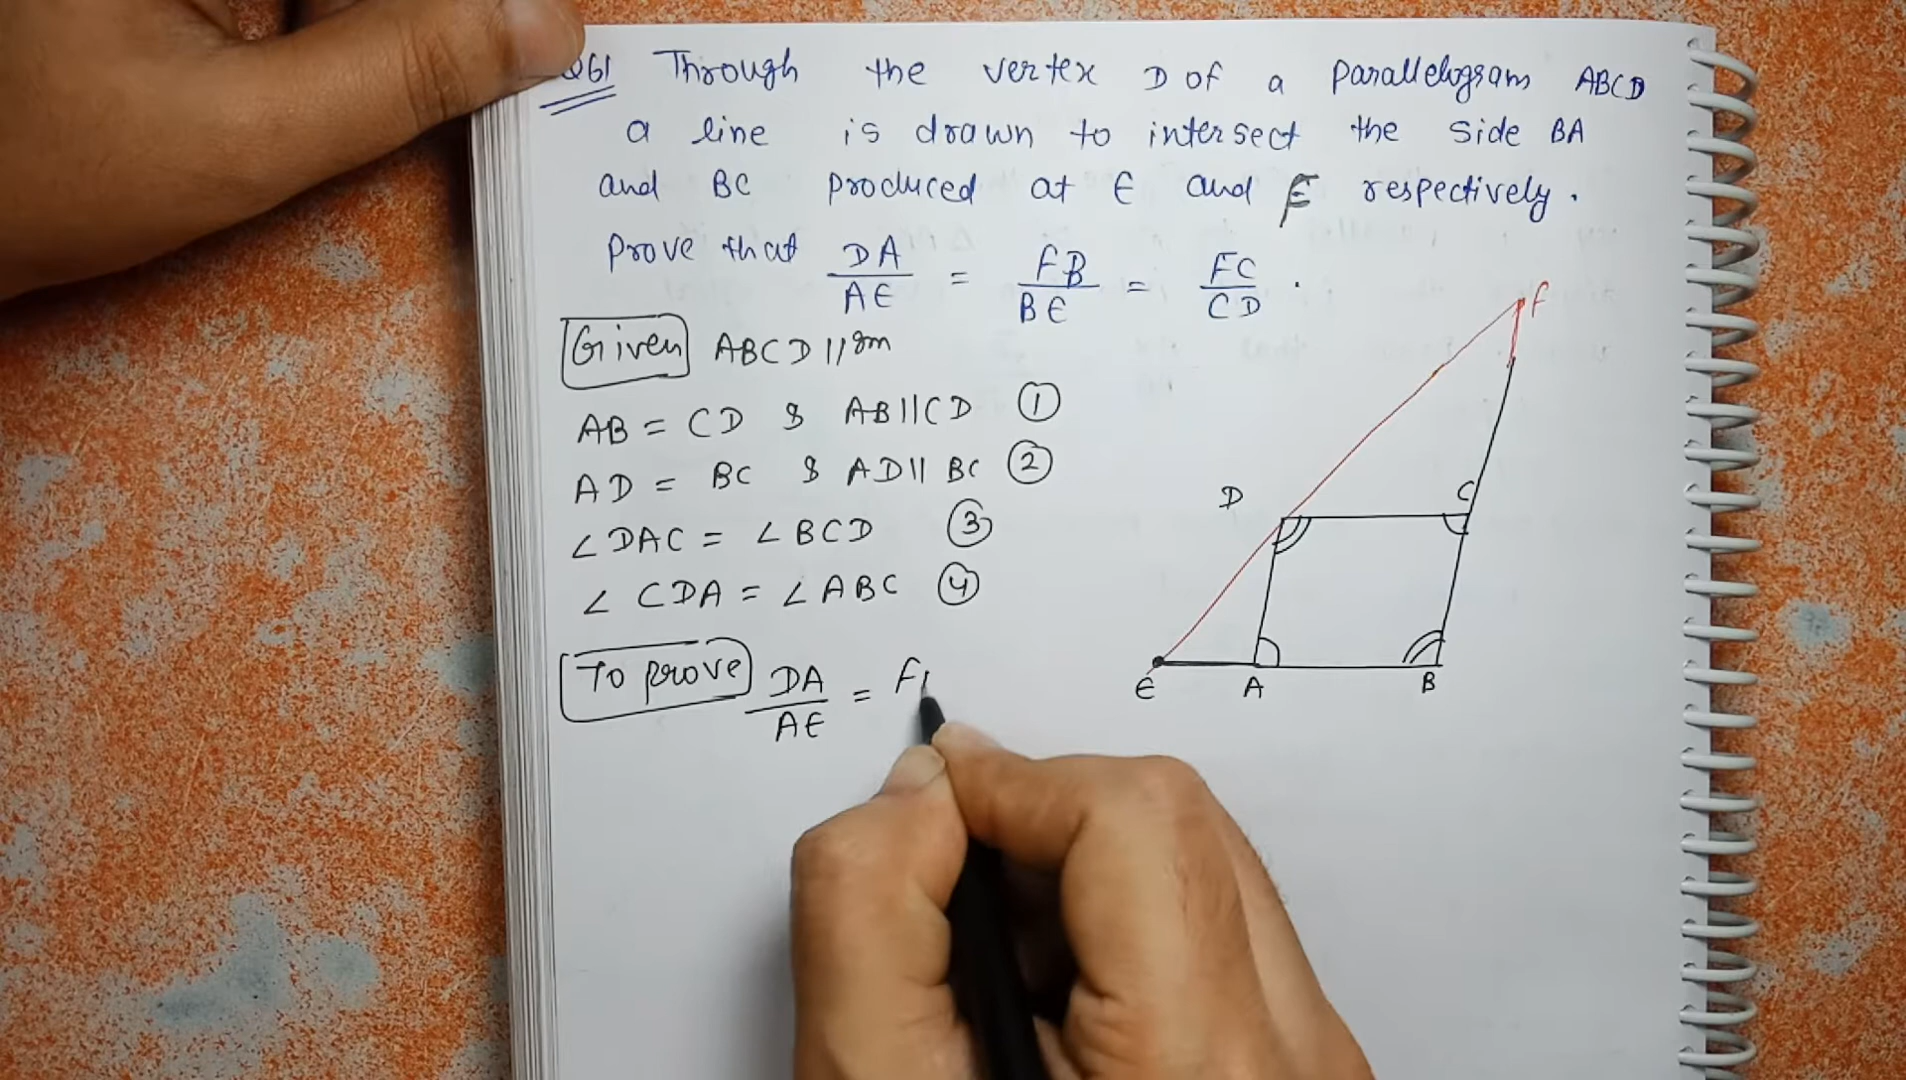 Q61 Through the vertex D of a parallelogram ABCD
a line is drawn to intersect the side BA
and BC produced at E and F respectively.
Prove that DA/AE = FB/BE = FC/CD.
Given ABCD ||gm
AB = CD & AB||CD ①
AD = BC & AD|| BC ②
∠DAC = ∠BCD ③
∠CDA = ∠ABC ④
To prove DA/AE = F
F
D
C
E
A
B